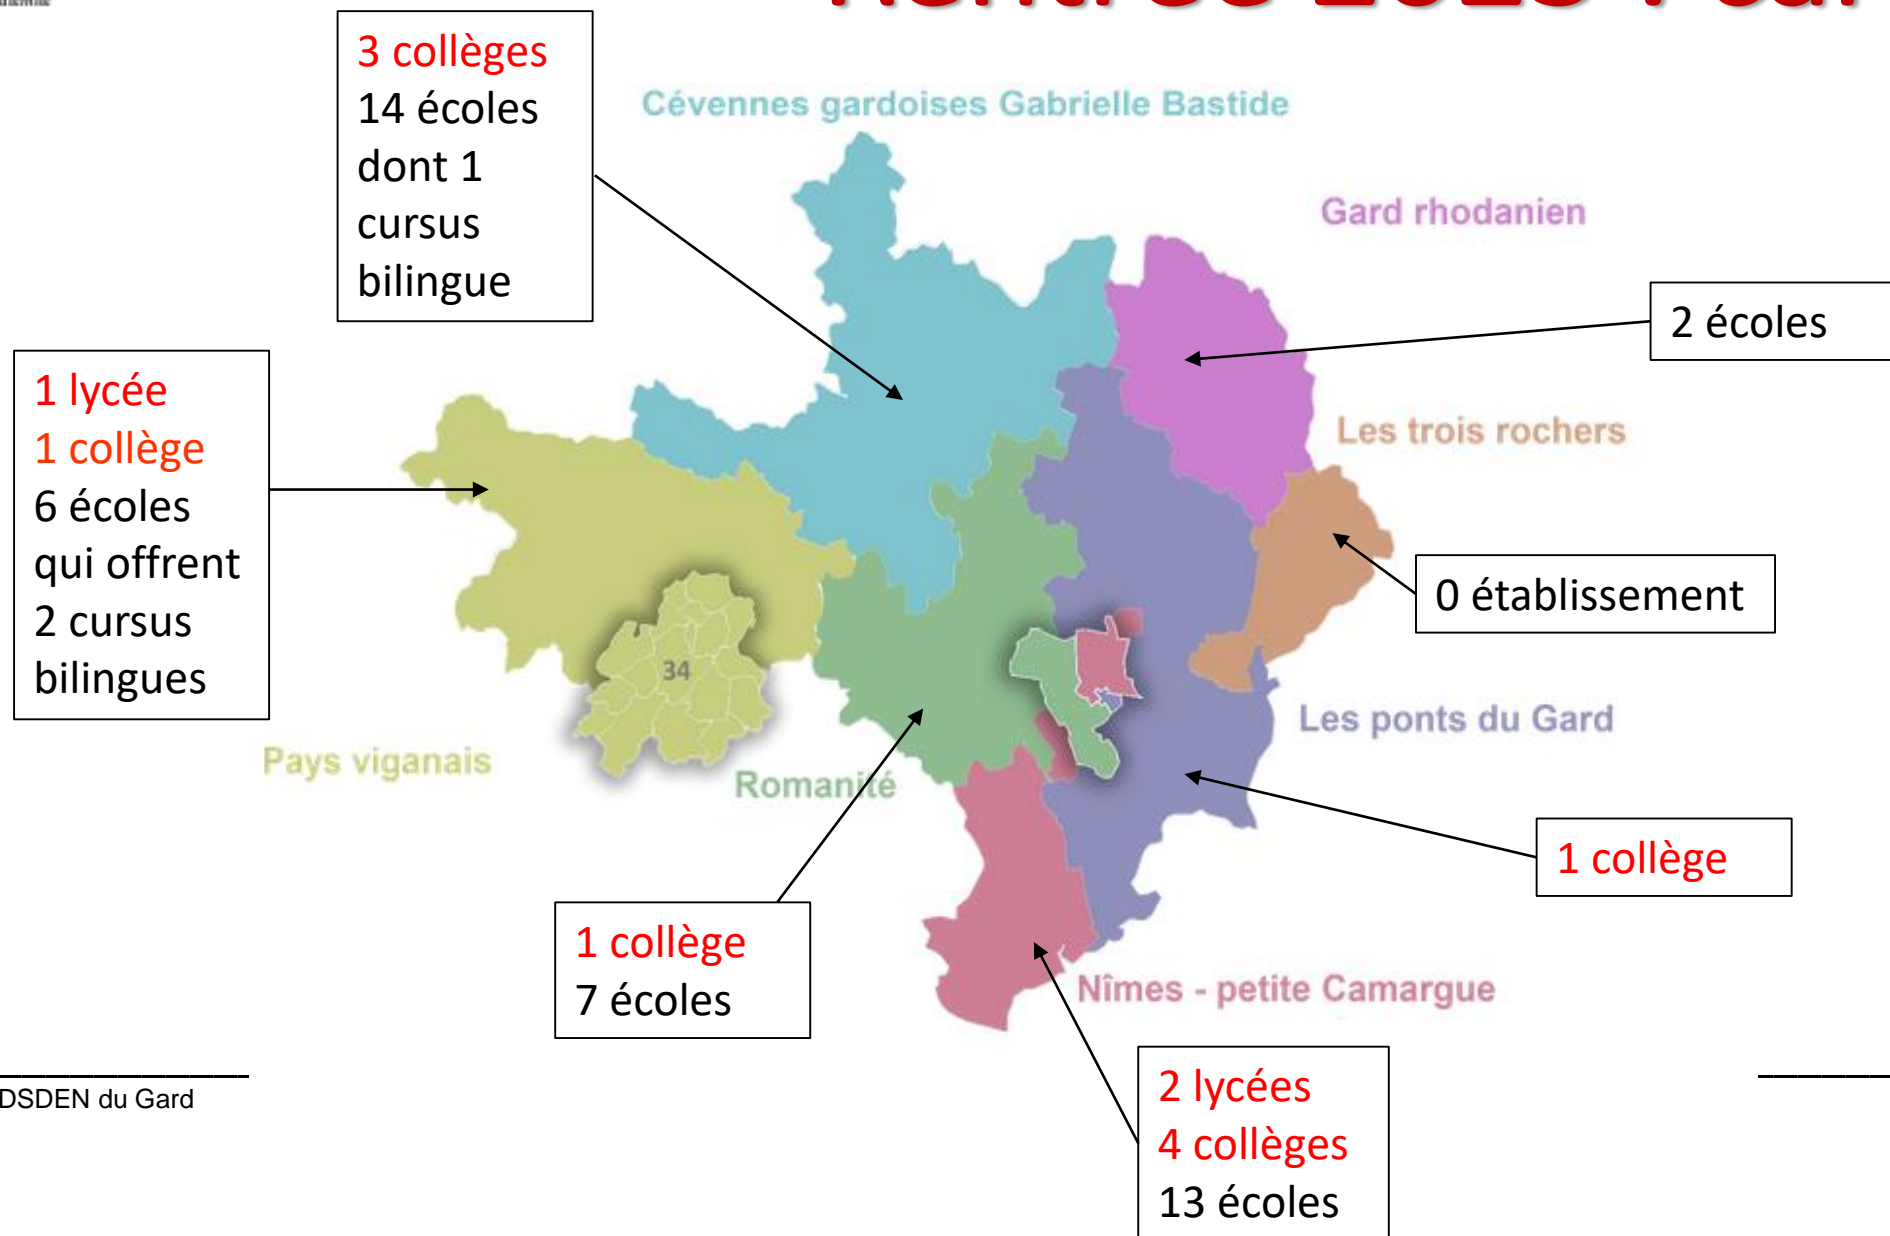 3 collèges
14 écoles
dont 1
cursus
bilingue
Cévennes gardoises Gabrielle Bastide
Gard rhodanien
2 écoles
1 lycée
1 collège
6 écoles
qui offrent
2 cursus
bilingues
Les trois rochers
0 établissement
34
Pays viganais
Romanité
Les ponts du Gard
1 collège
1 collège
7 écoles
Nîmes - petite Camargue
2 lycées
4 collèges
13 écoles
DSDEN du Gard